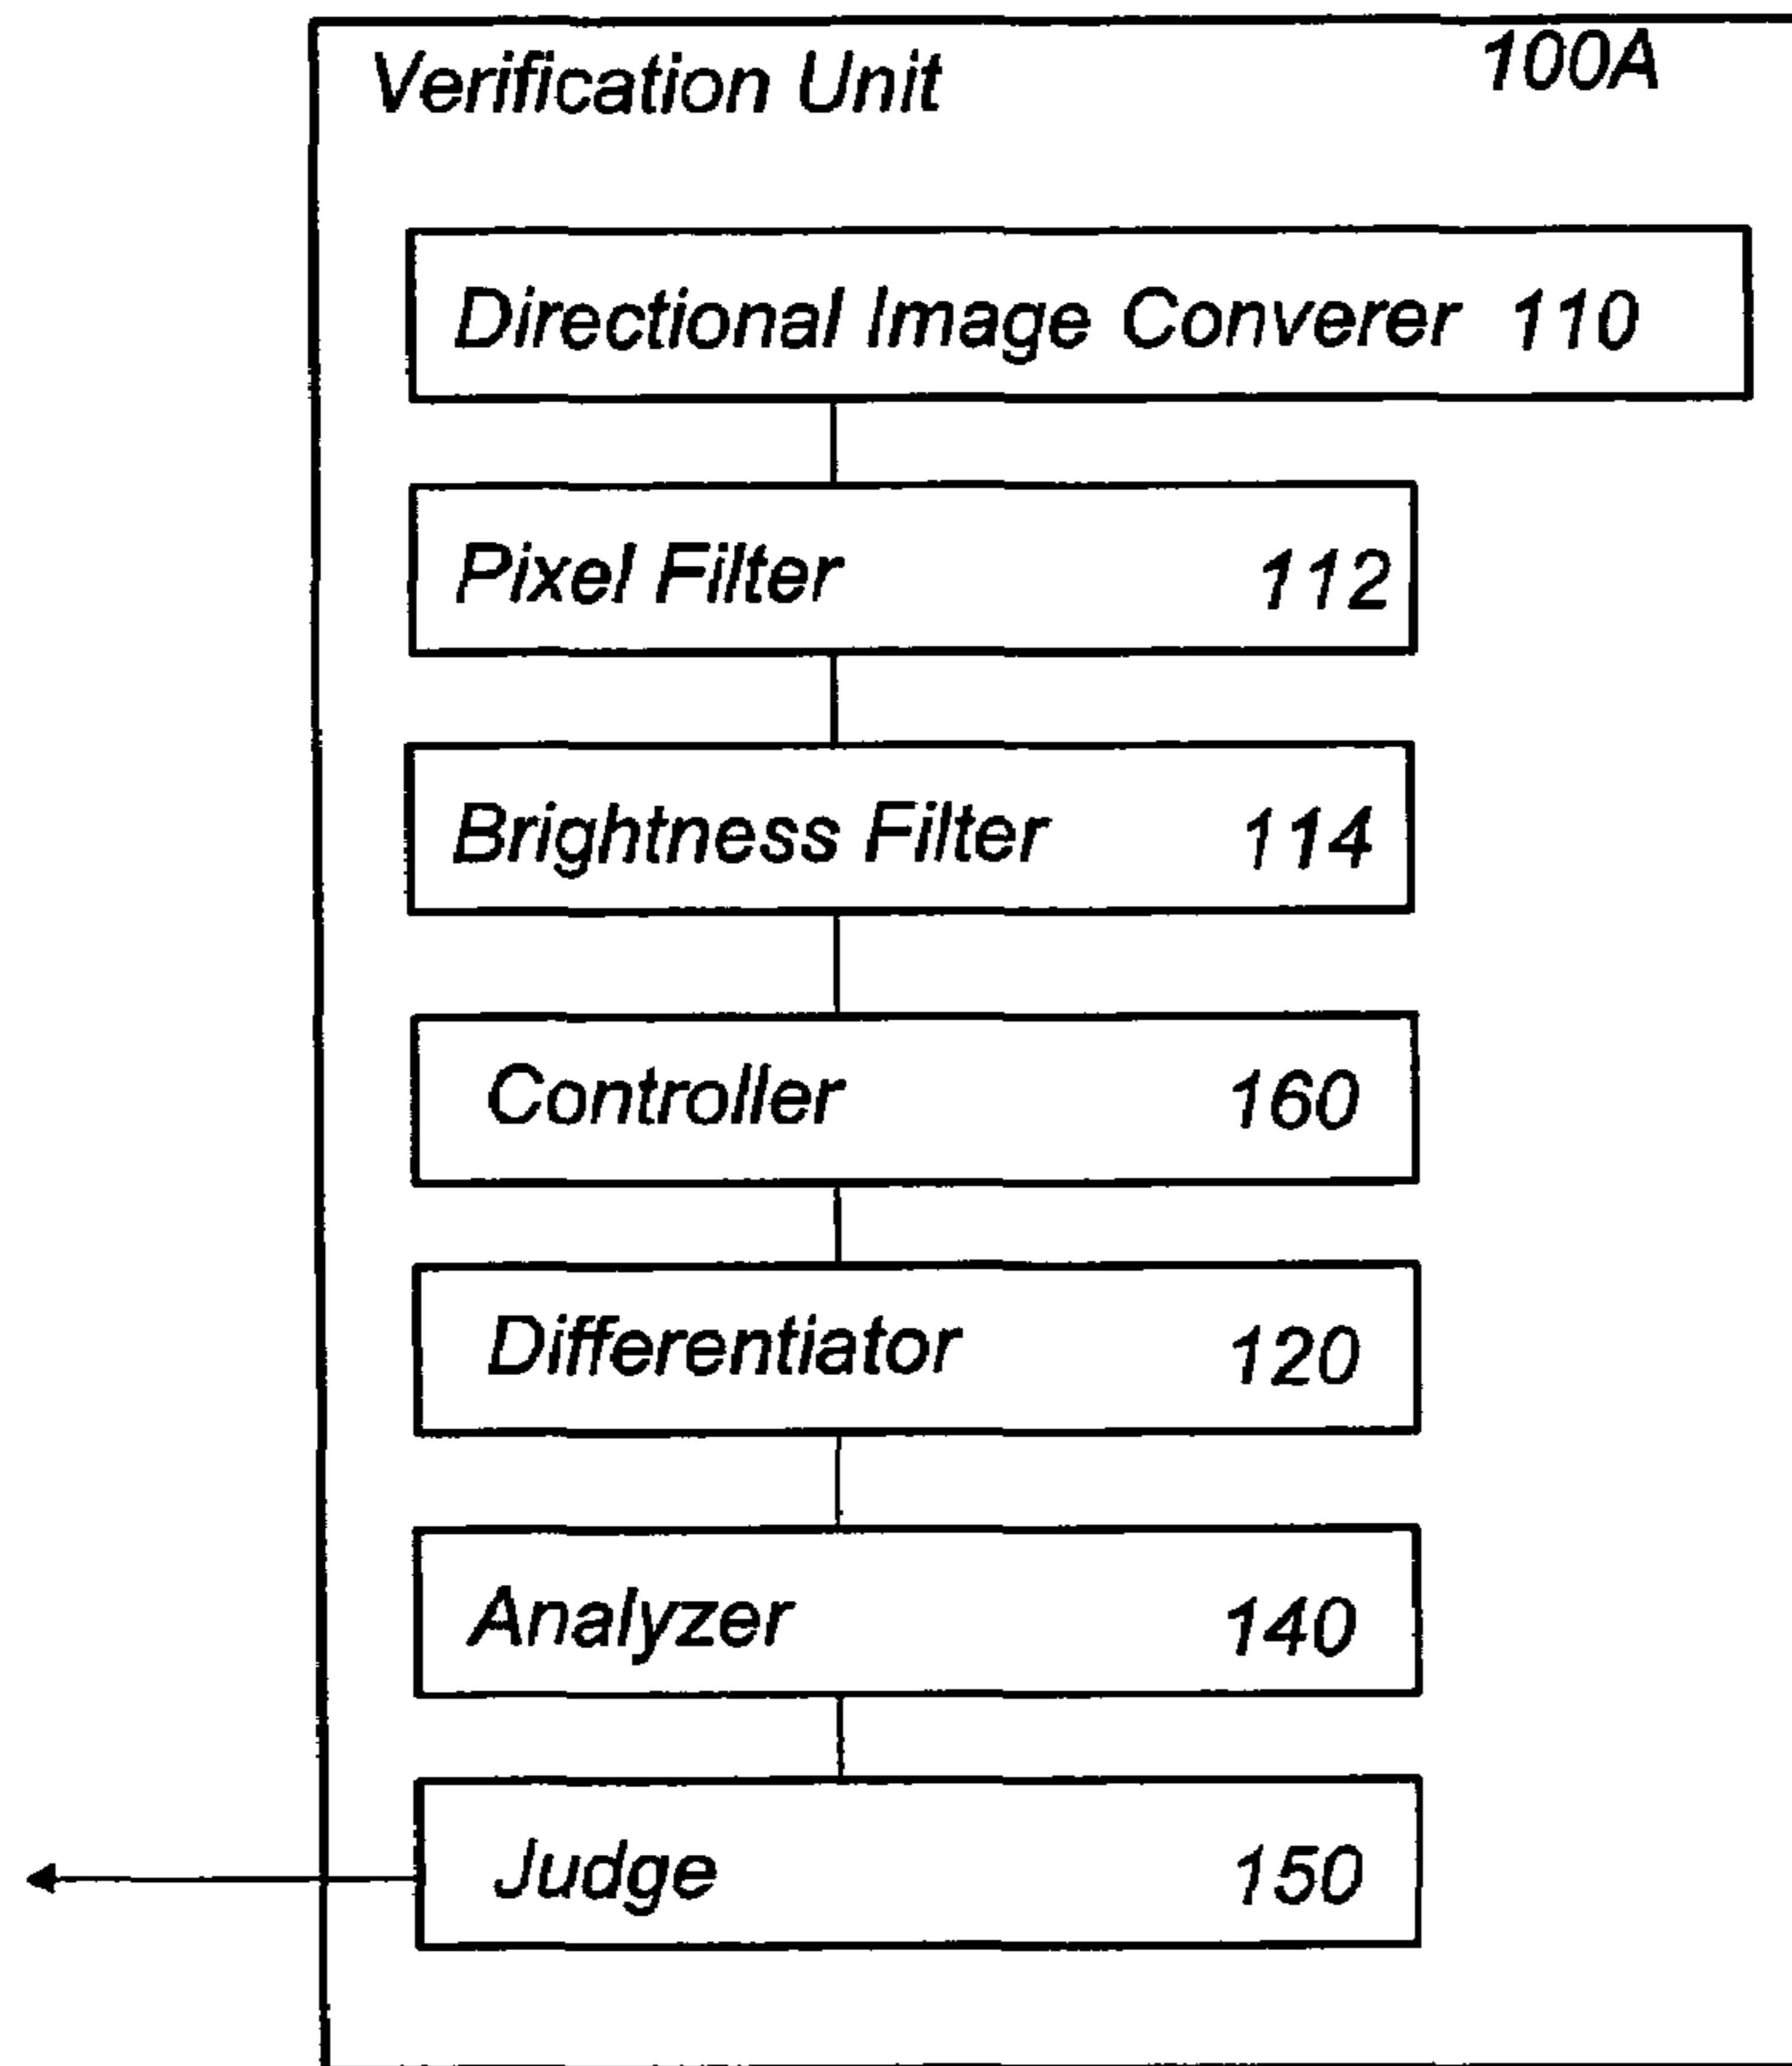 Verification Unit 100A
Directional Image Converer 110
Pixel Filter 112
Brightness Filter 114
Controller 160
Differentiator 120
Analyzer 140
Judge 150